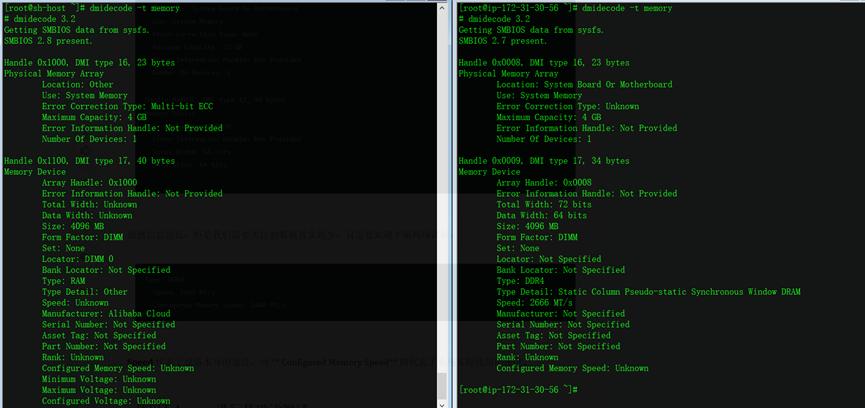 [root@sh-host ~]# dmidecode -t memory
# dmidecode 3.2
Getting SMBIOS data from sysfs.
SMBIOS 2.8 present.
Handle 0x1000, DMI type 16, 23 bytes
Physical Memory Array
Location: Other
Use: System Memory
Error Correction Type: Multi-bit ECC
Maximum Capacity: 4 GB
Error Information Handle: Not Provided
Number Of Devices: 1
Handle 0x1100, DMI type 17, 40 bytes
Memory Device
Array Handle: 0x1000
Error Information Handle: Not Provided
Total Width: Unknown
Data Width: Unknown
Size: 4096 MB
Form Factor: DIMM
Set: None
Locator: DIMM 0
Bank Locator: Not Specified
Type: RAM
Type Detail: Other
Speed: Unknown
Manufacturer: Alibaba Cloud
Serial Number: Not Specified
Asset Tag: Not Specified
Part Number: Not Specified
Rank: Unknown
Configured Memory Speed: Unknown
Minimum Voltage: Unknown
Maximum Voltage: Unknown
Configured Voltage: Unknown
[root@ip-172-31-30-56 ~]# dmidecode -t memory
# dmidecode 3.2
Getting SMBIOS data from sysfs.
SMBIOS 2.7 present.
Handle 0x0008, DMI type 16, 23 bytes
Physical Memory Array
Location: System Board Or Motherboard
Use: System Memory
Error Correction Type: Unknown
Maximum Capacity: 4 GB
Error Information Handle: Not Provided
Number Of Devices: 1
Handle 0x0009, DMI type 17, 34 bytes
Memory Device
Array Handle: 0x0008
Error Information Handle: Not Provided
Total Width: 72 bits
Data Width: 64 bits
Size: 4096 MB
Form Factor: DIMM
Set: None
Locator: Not Specified
Bank Locator: Not Specified
Type: DDR4
Type Detail: Static Column Pseudo-static Synchronous Window DRAM
Speed: 2666 MT/s
Manufacturer: Not Specified
Serial Number: Not Specified
Asset Tag: Not Specified
Part Number: Not Specified
Rank: Unknown
Configured Memory Speed: Unknown
[root@ip-172-31-30-56 ~]#